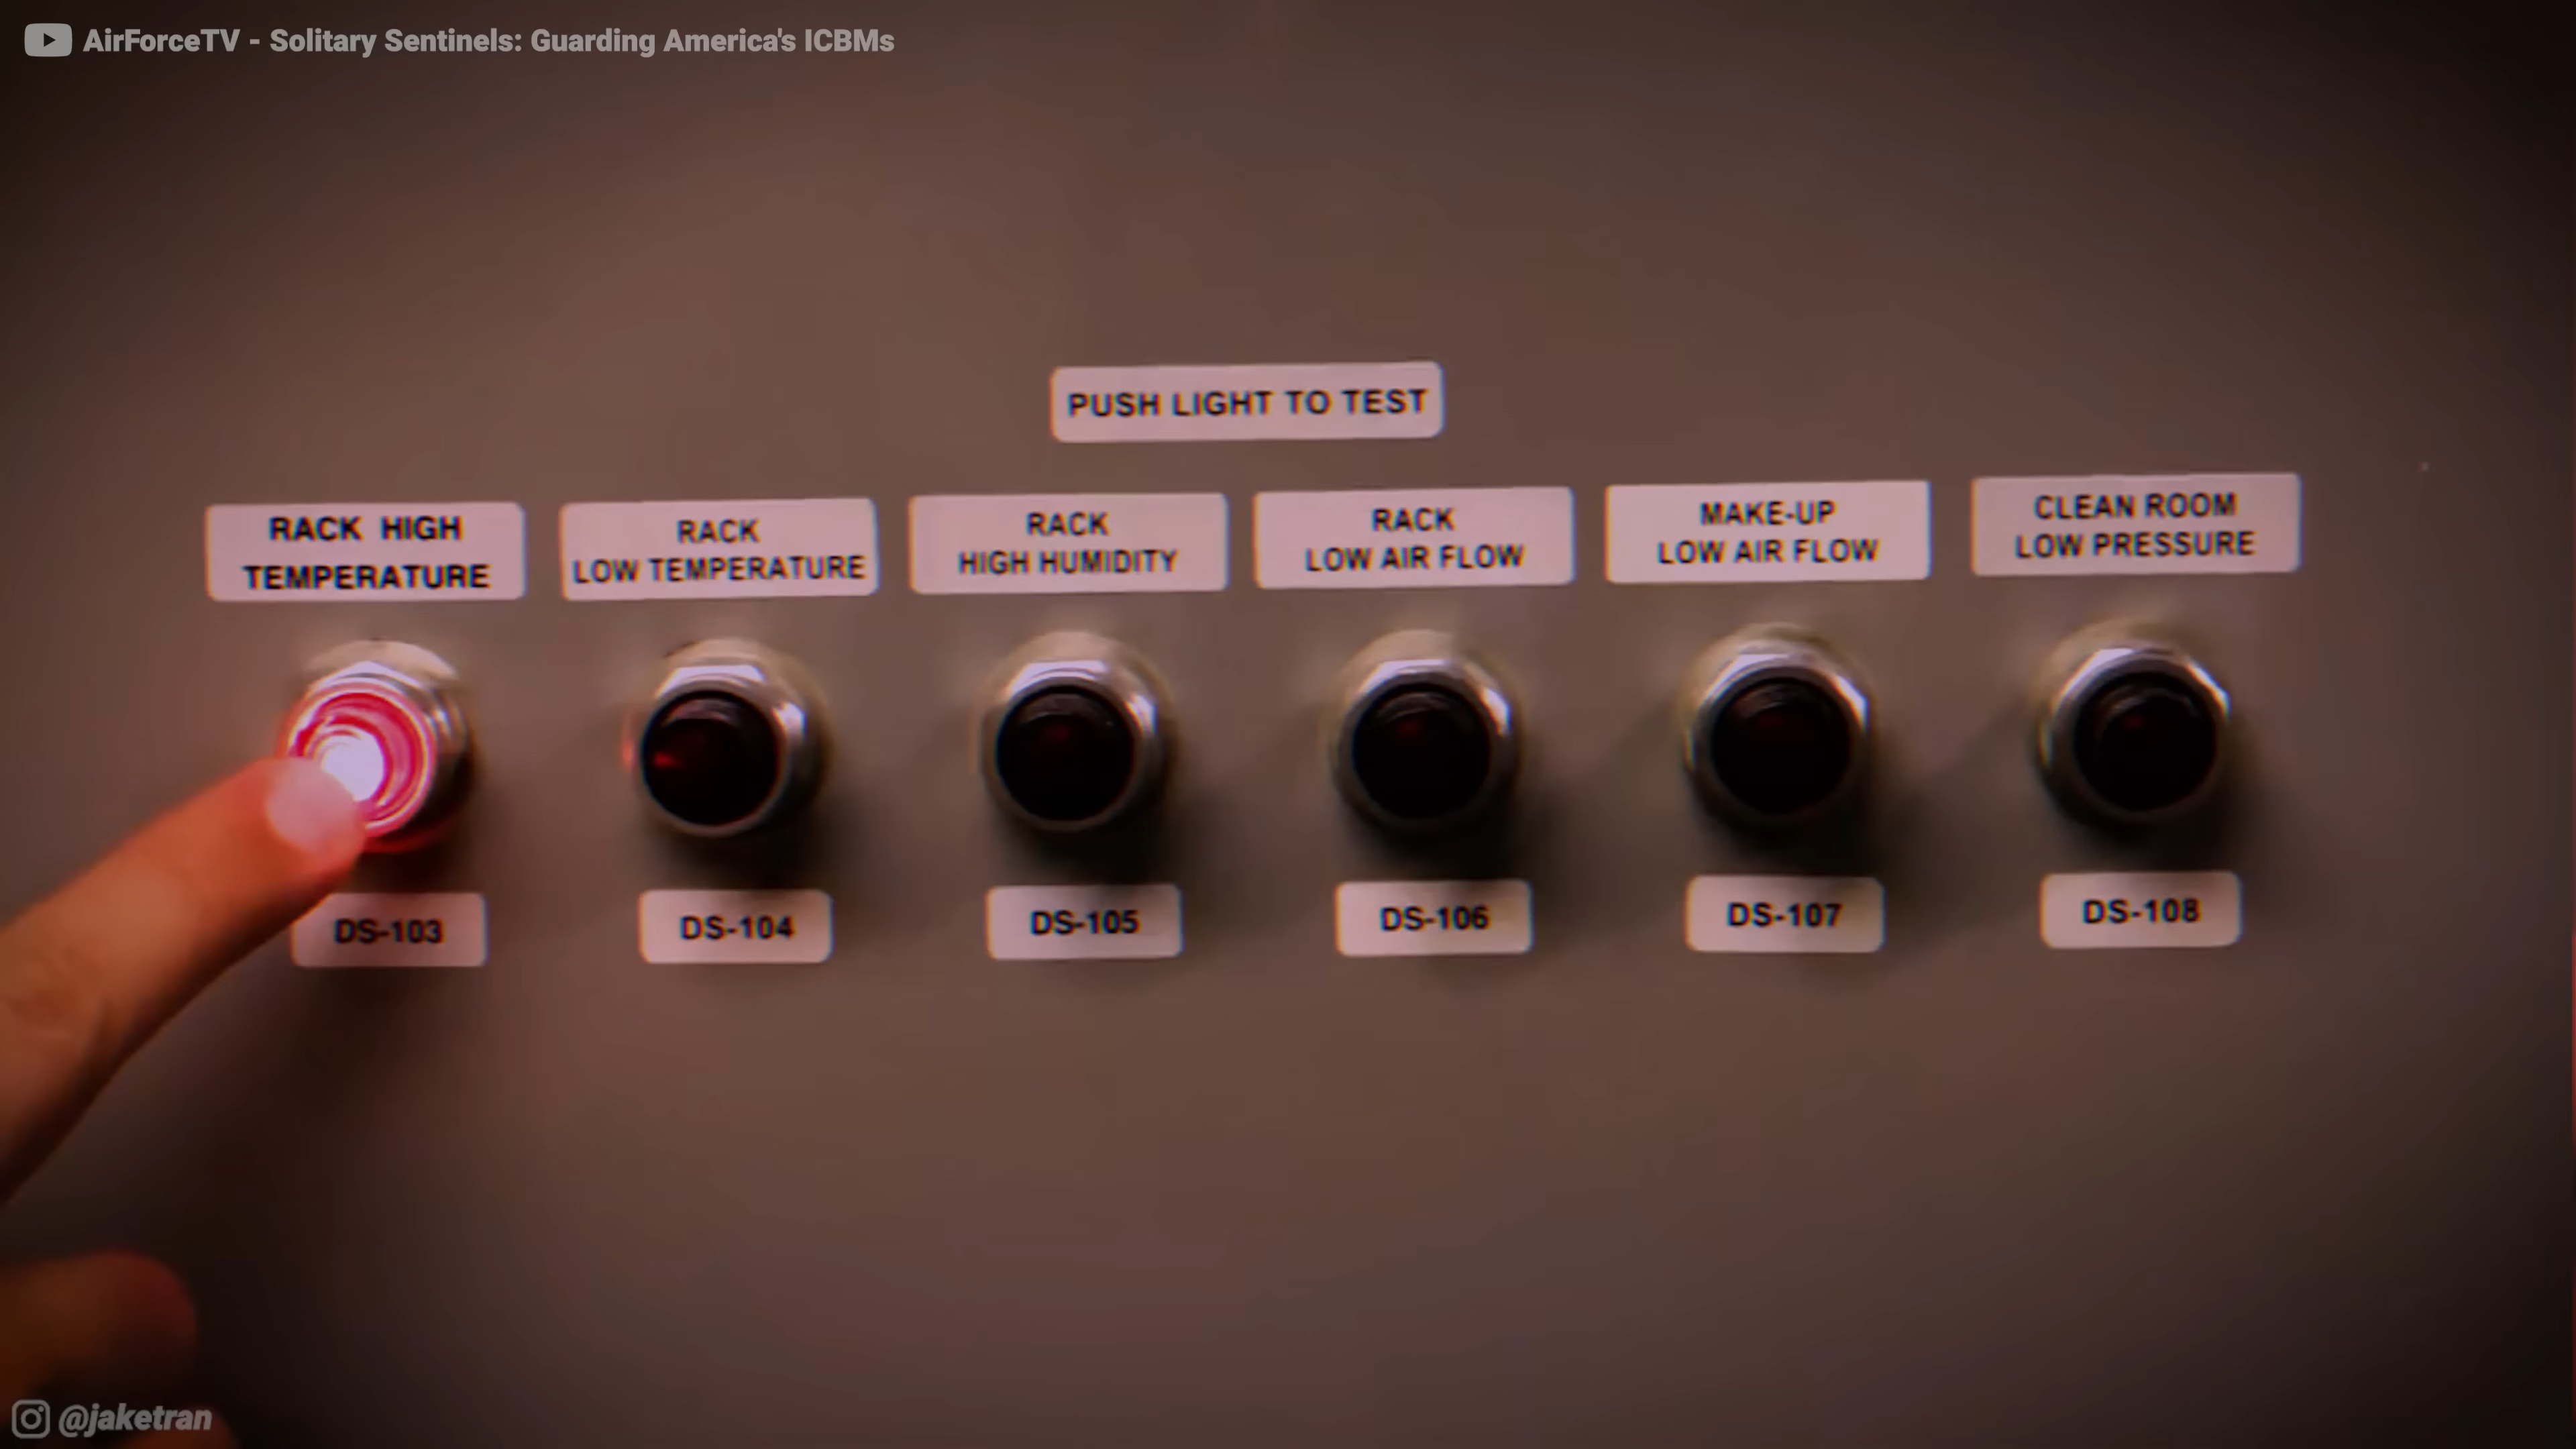 AirForceTV - Solitary Sentinels: Guarding America's ICBMs
PUSH LIGHT TO TEST
RACK HIGH
TEMPERATURE
RACK
LOW TEMPERATURE
RACK
HIGH HUMIDITY
RACK
LOW AIR FLOW
MAKE-UP
LOW AIR FLOW
CLEAN ROOM
LOW PRESSURE
DS-103
DS-104
DS-105
DS-106
DS-107
DS-108
@jaketran